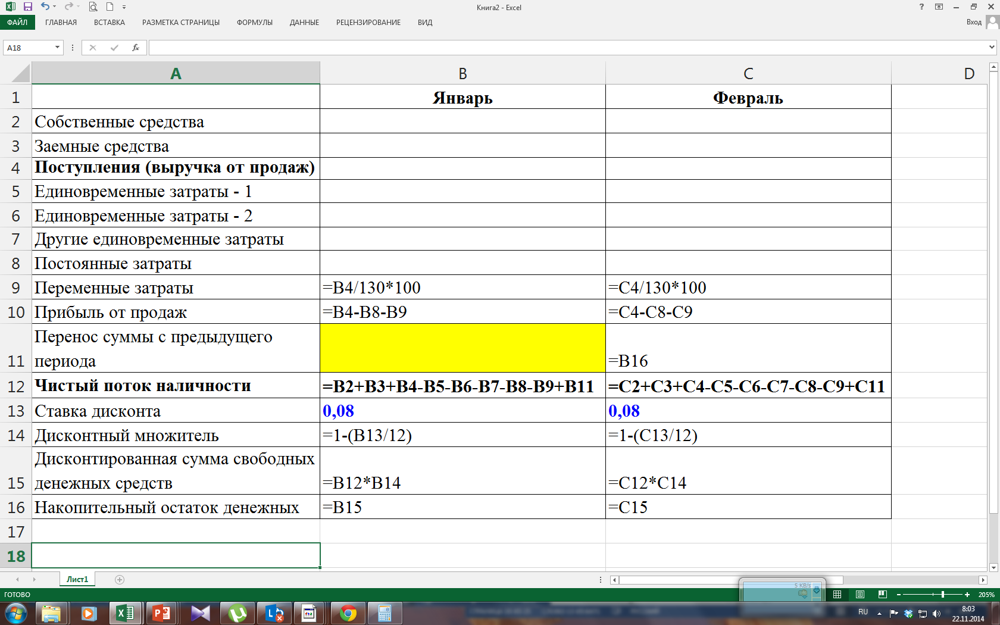 Книга2 - Excel
?
ФАЙЛ ГЛАВНАЯ ВСТАВКА РАЗМЕТКА СТРАНИЦЫ ФОРМУЛЫ ДАННЫЕ РЕЦЕНЗИРОВАНИЕ ВИД Вход
A18 fx
A B C D
1 Январь Февраль
2 Собственные средства
3 Заемные средства
4 Поступления (выручка от продаж)
5 Единовременные затраты - 1
6 Единовременные затраты - 2
7 Другие единовременные затраты
8 Постоянные затраты
9 Переменные затраты =B4/130*100 =C4/130*100
10 Прибыль от продаж =B4-B8-B9 =C4-C8-C9
Перенос суммы с предыдущего
11 периода =B16
12 Чистый поток наличности =B2+B3+B4-B5-B6-B7-B8-B9+B11 =C2+C3+C4-C5-C6-C7-C8-C9+C11
13 Ставка дисконта 0,08 0,08
14 Дисконтный множитель =1-(B13/12) =1-(C13/12)
Дисконтированная сумма свободных
15 денежных средств =B12*B14 =C12*C14
16 Накопительный остаток денежных =B15 =C15
17
18
Лист1
5 KB/s
ГОТОВО 205%
RU 8:03
22.11.2014